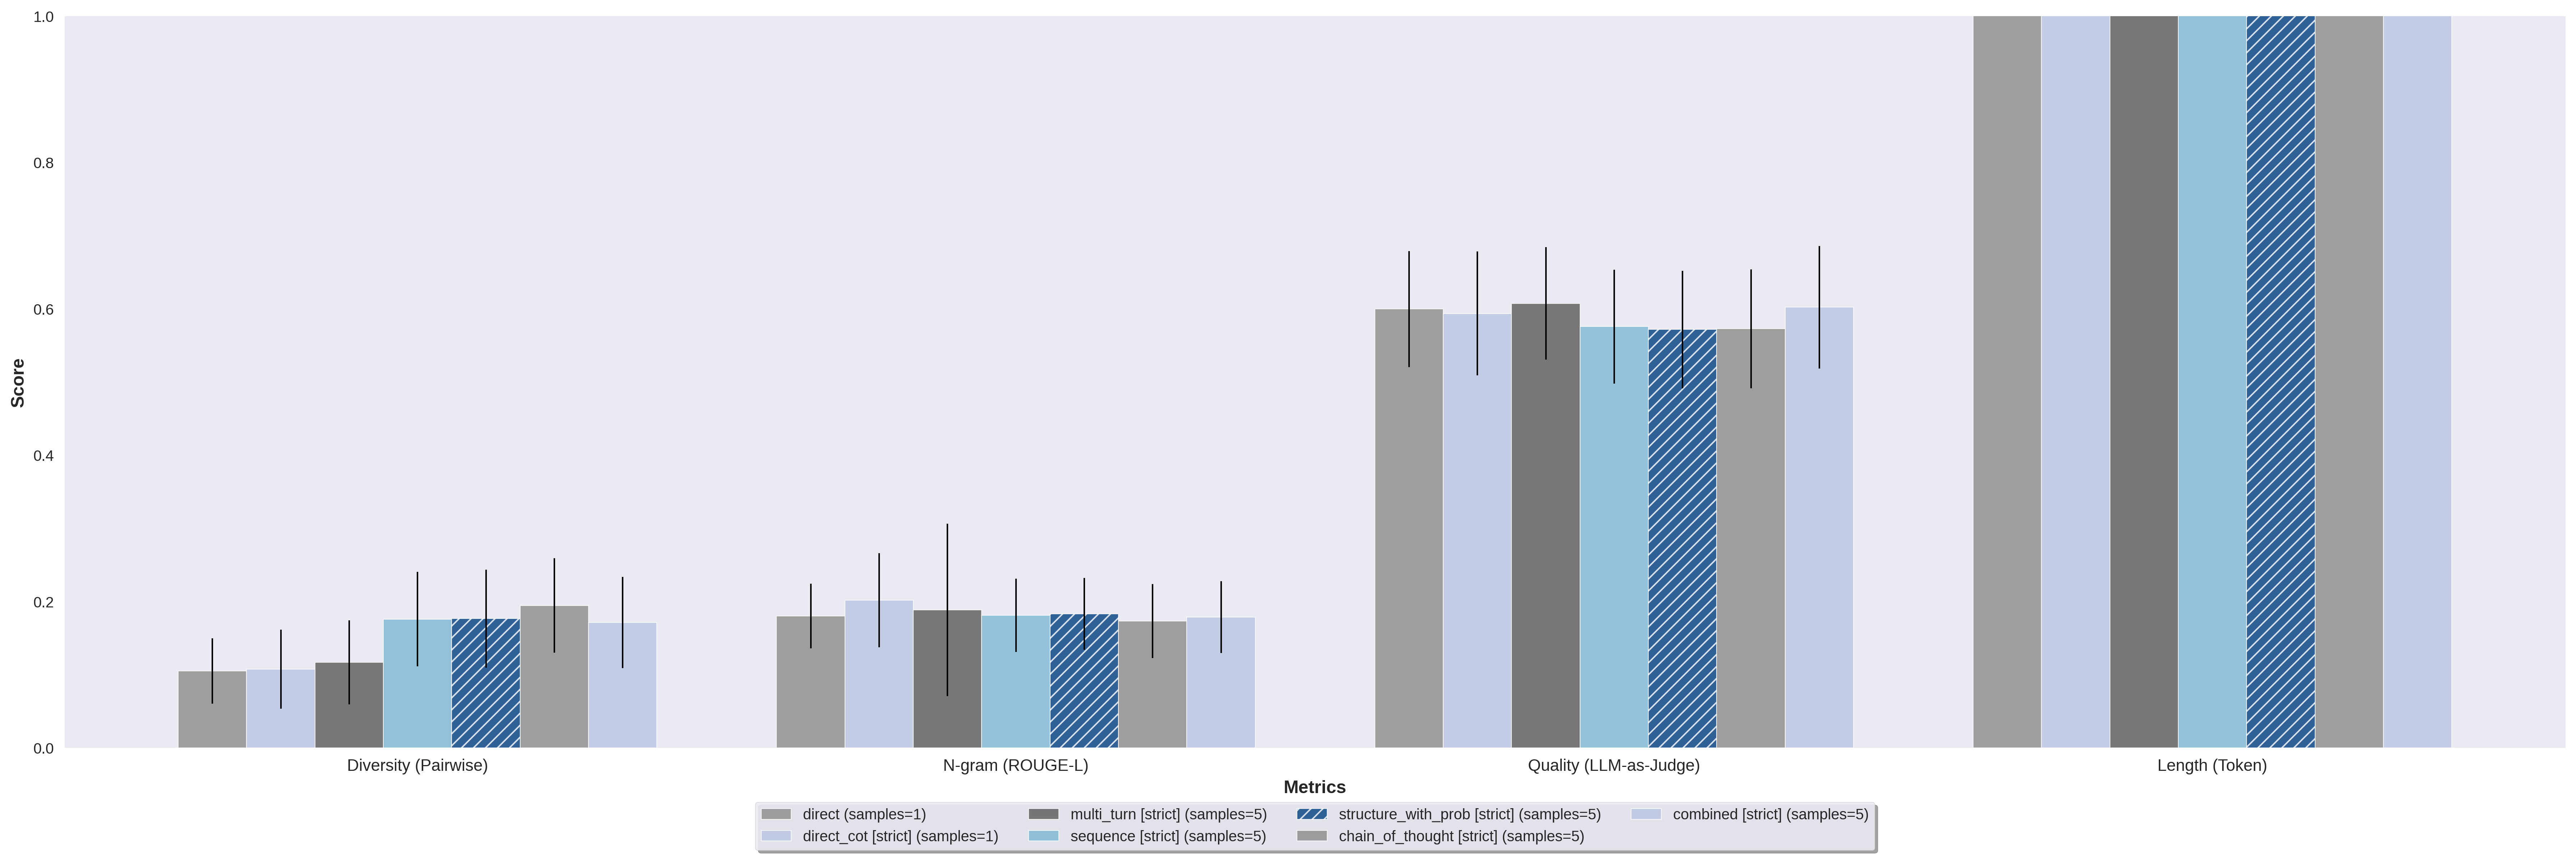 1.0
0.8
0.6
0.4
0.2
0.0
Score
Diversity (Pairwise)
N-gram (ROUGE-L)
Quality (LLM-as-Judge)
Length (Token)
Metrics
direct (samples=1)
direct_cot [strict] (samples=1)
multi_turn [strict] (samples=5)
sequence [strict] (samples=5)
structure_with_prob [strict] (samples=5)
chain_of_thought [strict] (samples=5)
combined [strict] (samples=5)